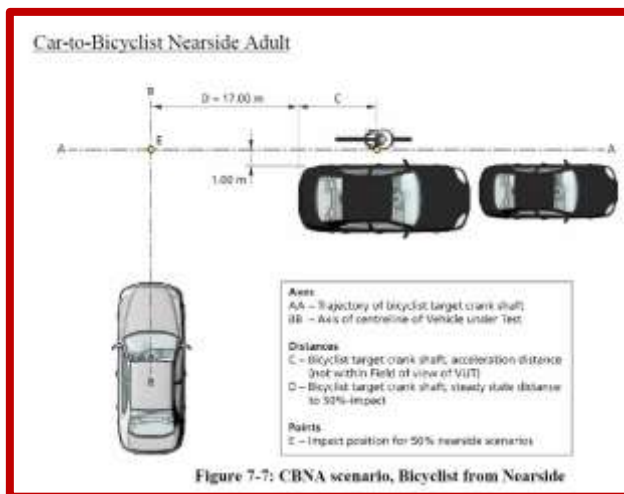 Car-to-Bicyclist Nearside Adult
B
D = 17.00 m
C
A
E
A
1.00 m
B
Axes
AA – Trajectory of bicyclist target crank shaft
BB – Axis of centreline of Vehicle under Test
Distances
C – Bicyclist target crank shaft, acceleration distance
(not within Field of view of VUT)
D – Bicyclist target crank shaft, steady state distance
to 50%-impact
Points
E – Impact position for 50% nearside scenarios
Figure 7-7: CBNA scenario, Bicyclist from Nearside